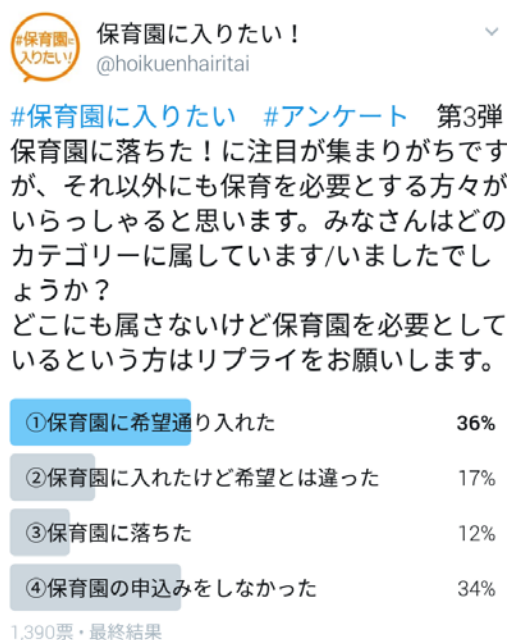 #保育園に
入りたい!
保育園に入りたい！
@hoikuenhairitai
#保育園に入りたい　#アンケート　第3弾
保育園に落ちた！に注目が集まりがちです
が、それ以外にも保育を必要とする方々が
いらっしゃると思います。みなさんはどの
カテゴリーに属しています/いましたでし
ょうか？
どこにも属さないけど保育園を必要として
いるという方はリプライをお願いします。
①保育園に希望通り入れた 36%
②保育園に入れたけど希望とは違った 17%
③保育園に落ちた 12%
④保育園の申込みをしなかった 34%
1,390票・最終結果